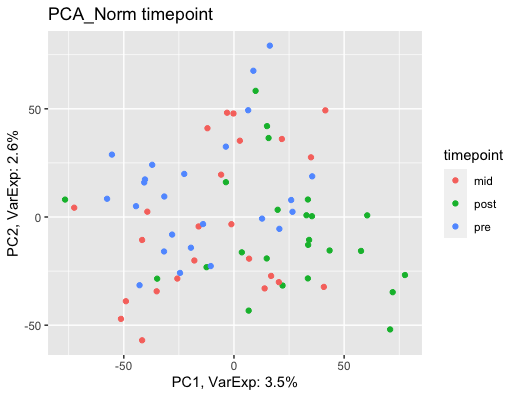 PCA_Norm timepoint
PC2, VarExp: 2.6%
50
0
-50
-50
0
50
PC1, VarExp: 3.5%
timepoint
mid
post
pre